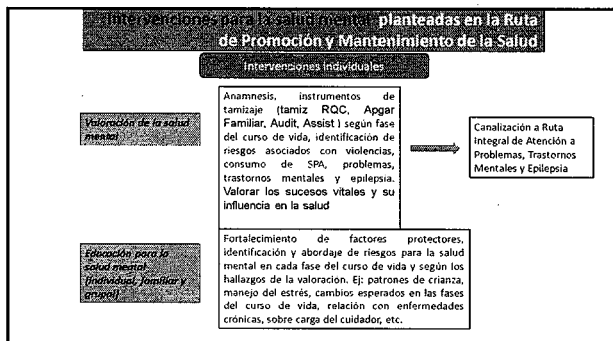 Intervenciones para la salud mental planteadas en la Ruta
de Promoción y Mantenimiento de la Salud
Intervenciones individuales
Valoración de la salud
mental
Anamnesis, instrumentos de
tamizaje (tamiz RQC, Apgar
Familiar, Audit, Assist ) según fase
del curso de vida, identificación de
riesgos asociados con violencias,
consumo de SPA, problemas,
trastornos mentales y epilepsia.
Valorar los sucesos vitales y su
influencia en la salud
Canalización a Ruta
Integral de Atención a
Problemas, Trastornos
Mentales y Epilepsia
Educación para la
salud mental
(individual, familiar y
grupal)
Fortalecimiento de factores protectores,
identificación y abordaje de riesgos para la salud
mental en cada fase del curso de vida y según los
hallazgos de la valoración. Ej: patrones de crianza,
manejo del estrés, cambios esperados en las fases
del curso de vida, relación con enfermedades
crónicas, sobre carga del cuidador, etc.